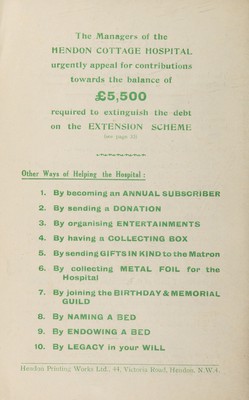 The Managers of the
HENDON COTTAGE HOSPITAL
urgently appeal for contributions
towards the balance of
£5,500
required to extinguish the debt
on the EXTENSION SCHEME
Other Ways of Helping the Hospital :
1. By becoming an ANNUAL SUBSCRIBER
2. By sending a DONATION
3. By organising ENTERTAINMENTS
4. By having a COLLECTING BOX
5. By sending GIFTS IN KIND to the Matron
6. By collecting METAL FOIL for the
Hospital
7. By joining the BIRTHDAY & MEMORIAL
GUILD
8. By NAMING A BED
9. By ENDOWING A BED
10. By LEGACY in your WILL
Hendon Printing Works Ltd., 44, Victoria Road, Hendon, N.W.4.